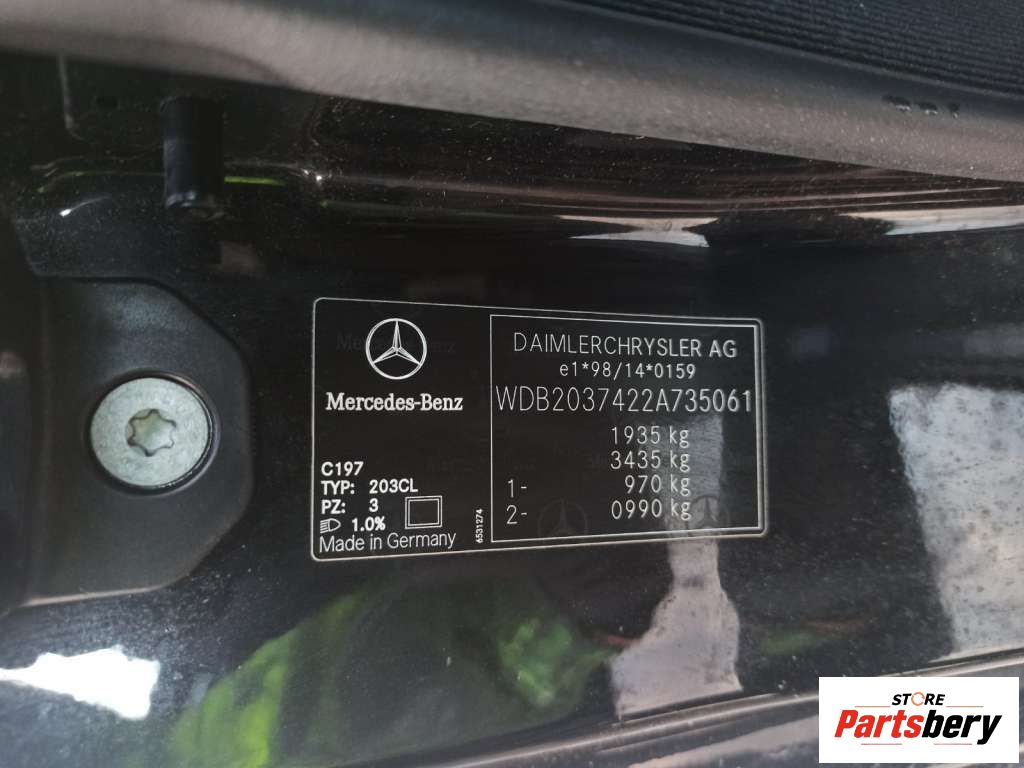 Mercedes-Benz
C197
TYP: 203CL
PZ: 3
1.0%
Made in Germany
6531274
DAIMLERCHRYSLER AG
e1*98/14*0159
WDB2037422A735061
1935 kg
3435 kg
1- 970 kg
2- 0990 kg
STORE
Partsbery